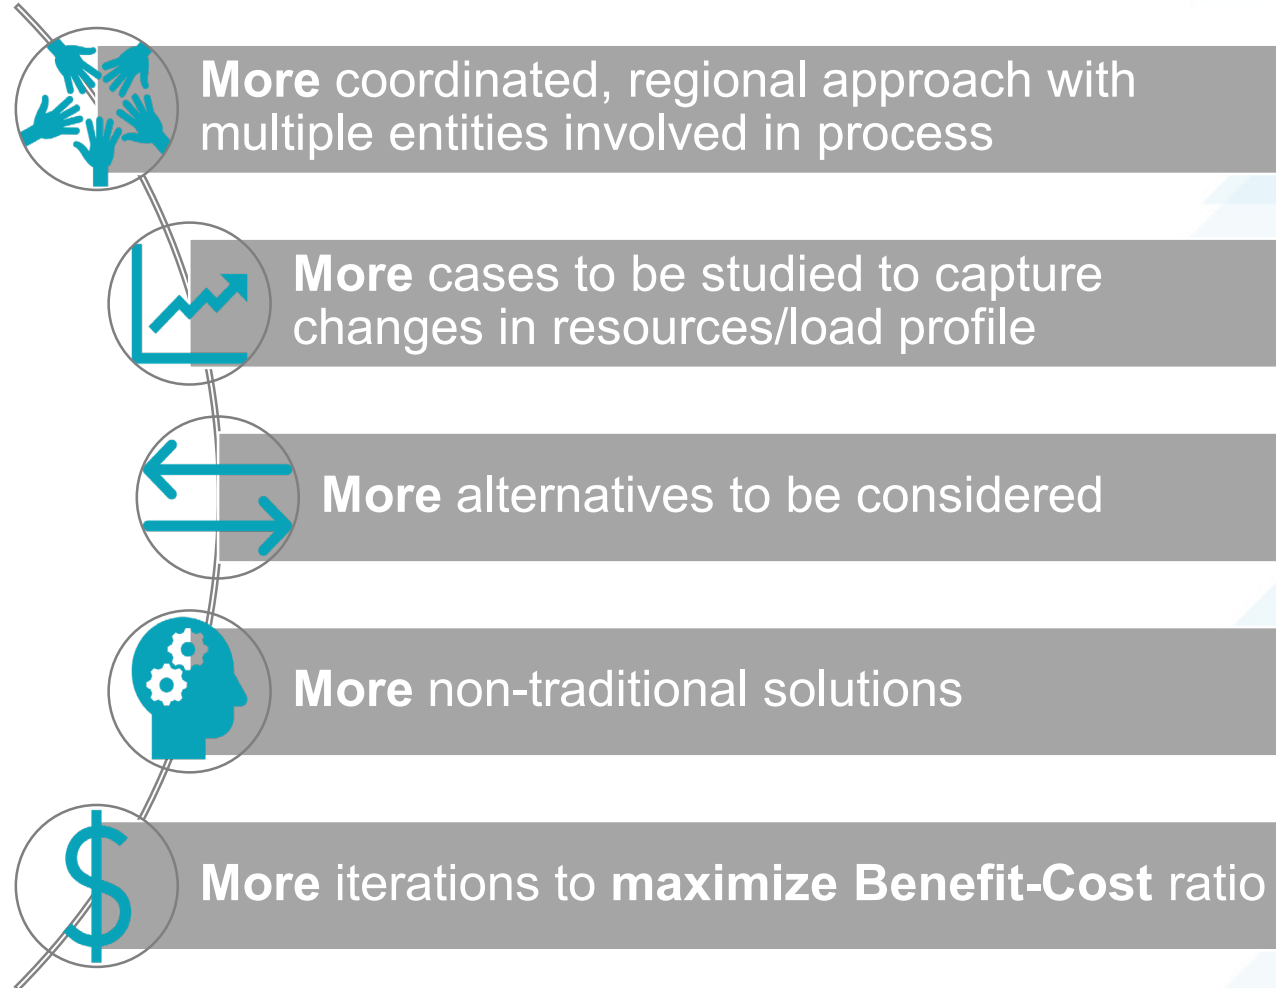 More coordinated, regional approach with
multiple entities involved in process
More cases to be studied to capture
changes in resources/load profile
More alternatives to be considered
More non-traditional solutions
More iterations to maximize Benefit-Cost ratio